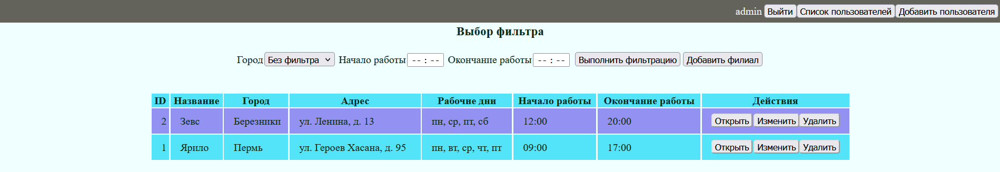 admin Выйти Список пользователей Добавить пользователя
Выбор фильтра
Город Без фильтра Начало работы -- : -- Окончание работы -- : -- Выполнить фильтрацию Добавить филиал
ID Название Город Адрес Рабочие дни Начало работы Окончание работы Действия
2 Зевс Березники ул. Ленина, д. 13 пн, ср, пт, сб 12:00 20:00 Открыть Изменить Удалить
1 Ярило Пермь ул. Героев Хасана, д. 95 пн, вт, ср, чт, пт 09:00 17:00 Открыть Изменить Удалить